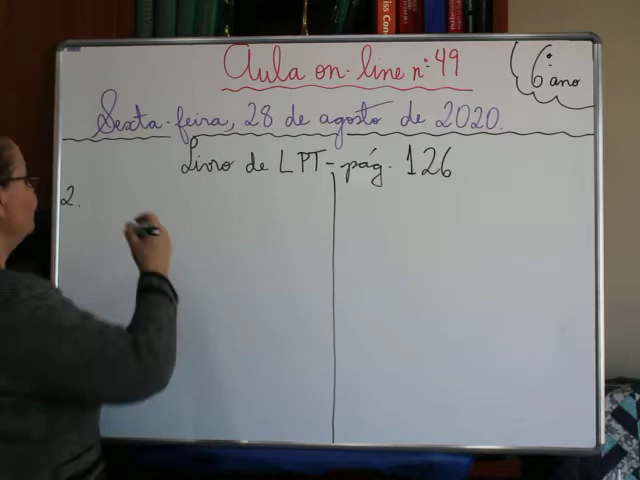 Aula on-line nº 49
6º ano
Sexta-feira, 28 de agosto de 2020.
Livro de LPT - pág. 126
2.